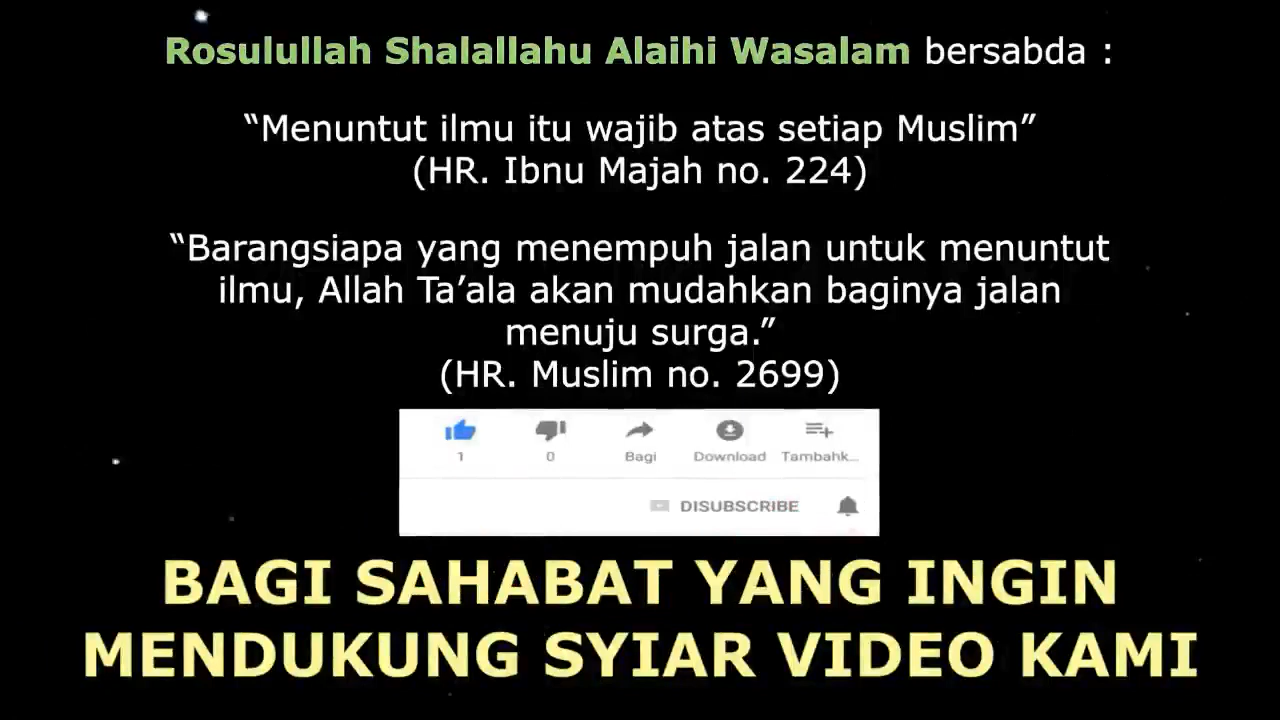 Rosulullah Shalallahu Alaihi Wasalam bersabda :
“Menuntut ilmu itu wajib atas setiap Muslim”
(HR. Ibnu Majah no. 224)
“Barangsiapa yang menempuh jalan untuk menuntut
ilmu, Allah Ta’ala akan mudahkan baginya jalan
menuju surga.”
(HR. Muslim no. 2699)
1 0 Bagi Download Tambahk...
DISUBSCRIBE
BAGI SAHABAT YANG INGIN
MENDUKUNG SYIAR VIDEO KAMI